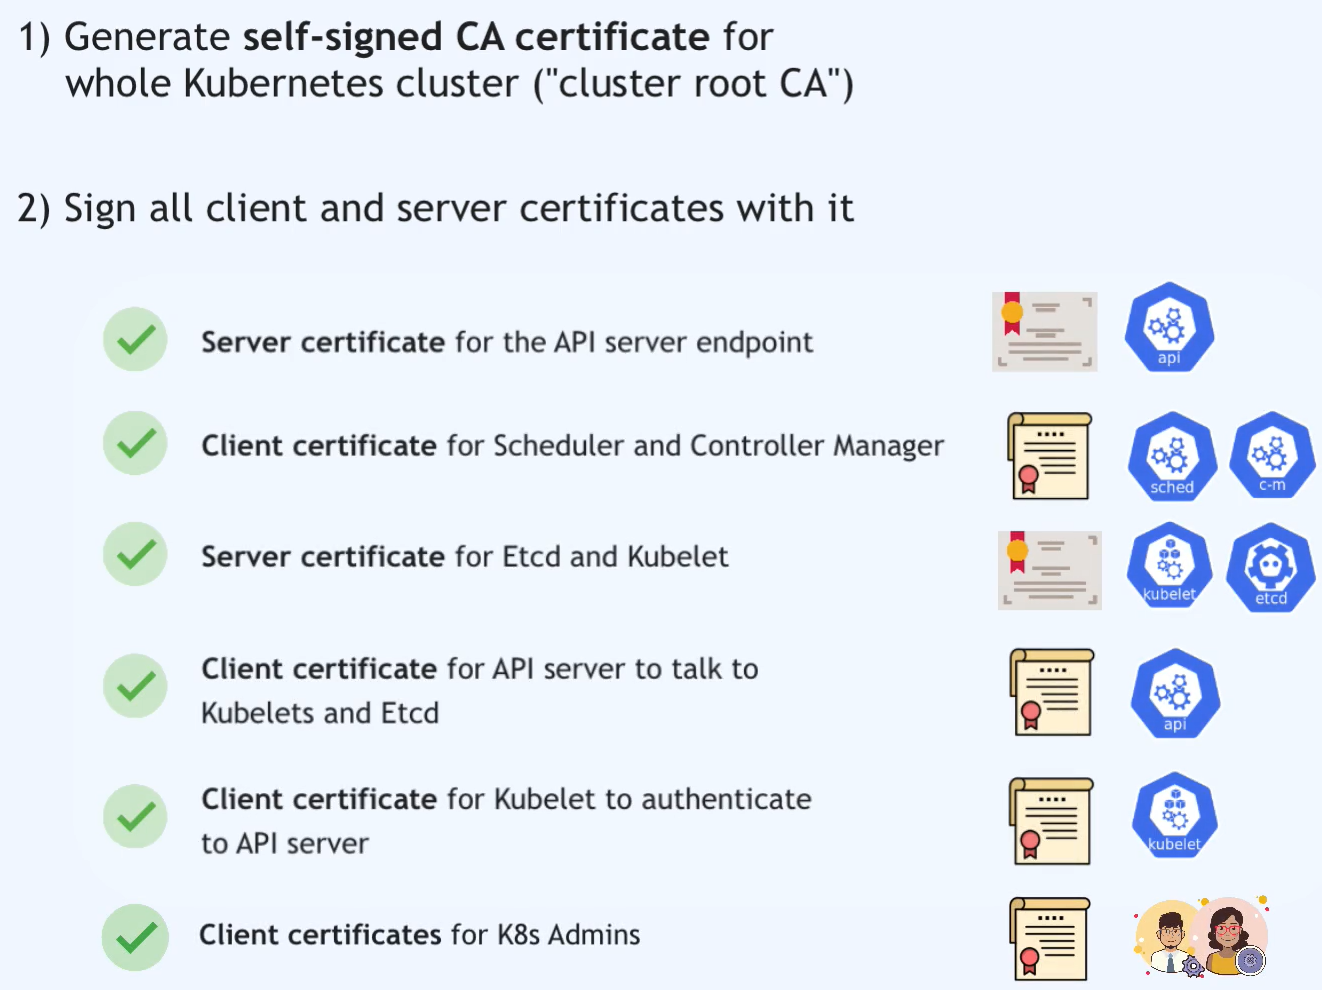 1) Generate self-signed CA certificate for
whole Kubernetes cluster ("cluster root CA")
2) Sign all client and server certificates with it
Server certificate for the API server endpoint
api
Client certificate for Scheduler and Controller Manager
sched
c-m
Server certificate for Etcd and Kubelet
kubelet
etcd
Client certificate for API server to talk to
Kubelets and Etcd
api
Client certificate for Kubelet to authenticate
to API server
kubelet
Client certificates for K8s Admins